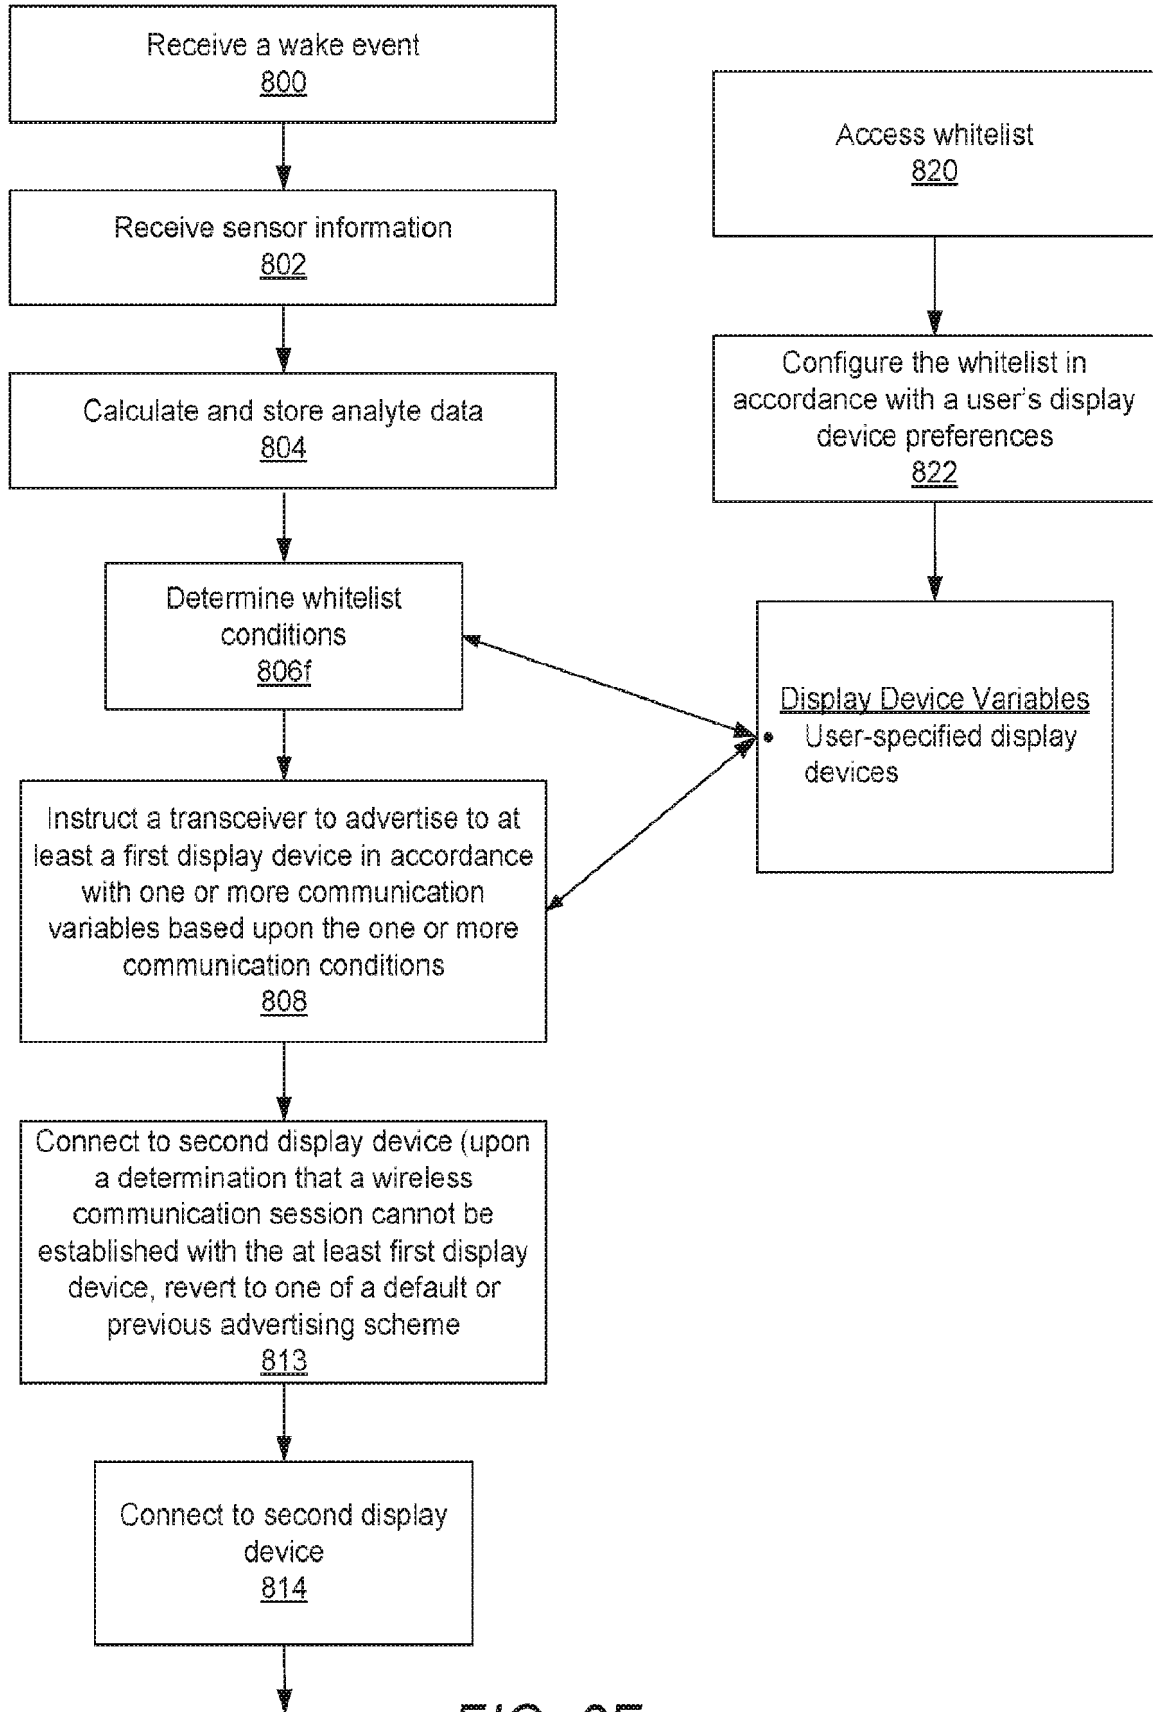 Receive a wake event
800
Receive sensor information
802
Calculate and store analyte data
804
Determine whitelist
conditions
806f
Instruct a transceiver to advertise to at
least a first display device in accordance
with one or more communication
variables based upon the one or more
communication conditions
808
Connect to second display device (upon
a determination that a wireless
communication session cannot be
established with the at least first display
device, revert to one of a default or
previous advertising scheme
813
Connect to second display
device
814
Access whitelist
820
Configure the whitelist in
accordance with a user's display
device preferences
822
Display Device Variables
• User-specified display
devices